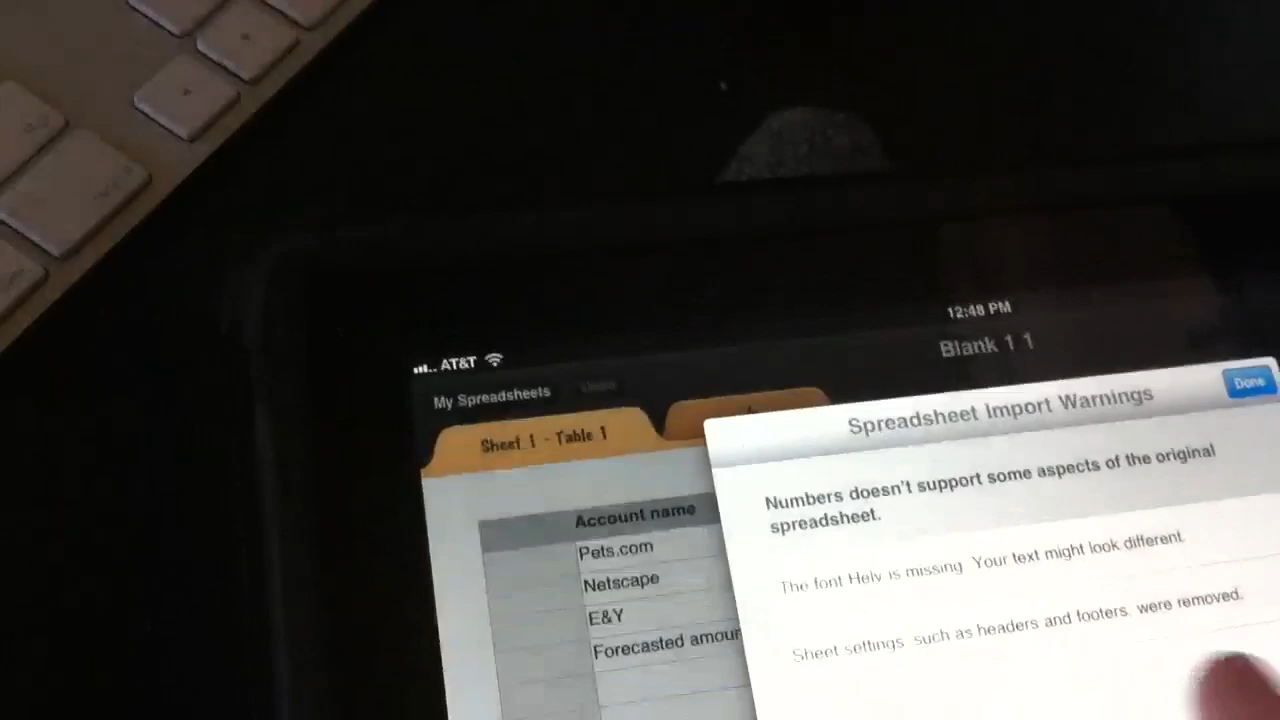 12:48 PM
AT&T
Blank 1 1
My Spreadsheets
Undo
Sheet 1 - Table 1
Spreadsheet Import Warnings
Done
Numbers doesn't support some aspects of the original
spreadsheet.
The font Helv is missing. Your text might look different.
Sheet settings, such as headers and footers, were removed.
Account name
Pets.com
Netscape
E&Y
Forecasted amoun